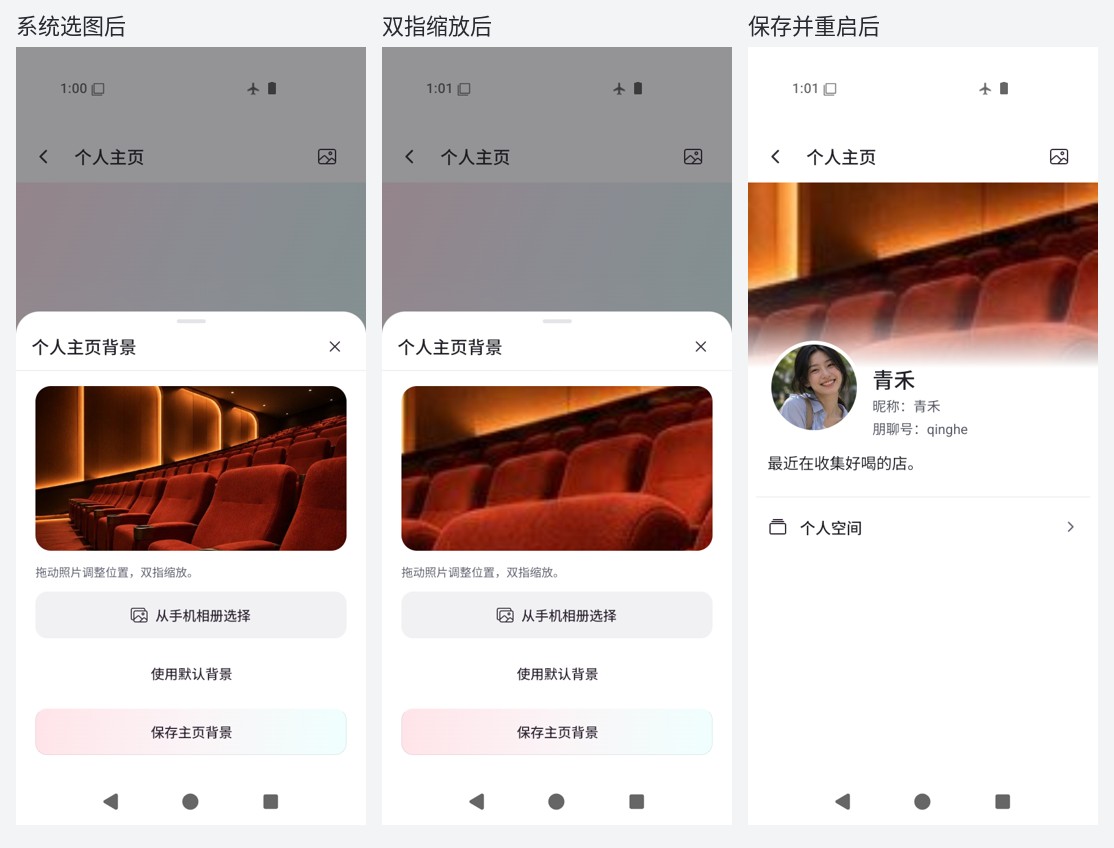 系统选图后
1:00
个人主页
个人主页背景
拖动照片调整位置，双指缩放。
从手机相册选择
使用默认背景
保存主页背景
双指缩放后
1:01
个人主页
个人主页背景
拖动照片调整位置，双指缩放。
从手机相册选择
使用默认背景
保存主页背景
保存并重启后
1:01
个人主页
青禾
昵称：青禾
朋聊号：qinghe
最近在收集好喝的店。
个人空间